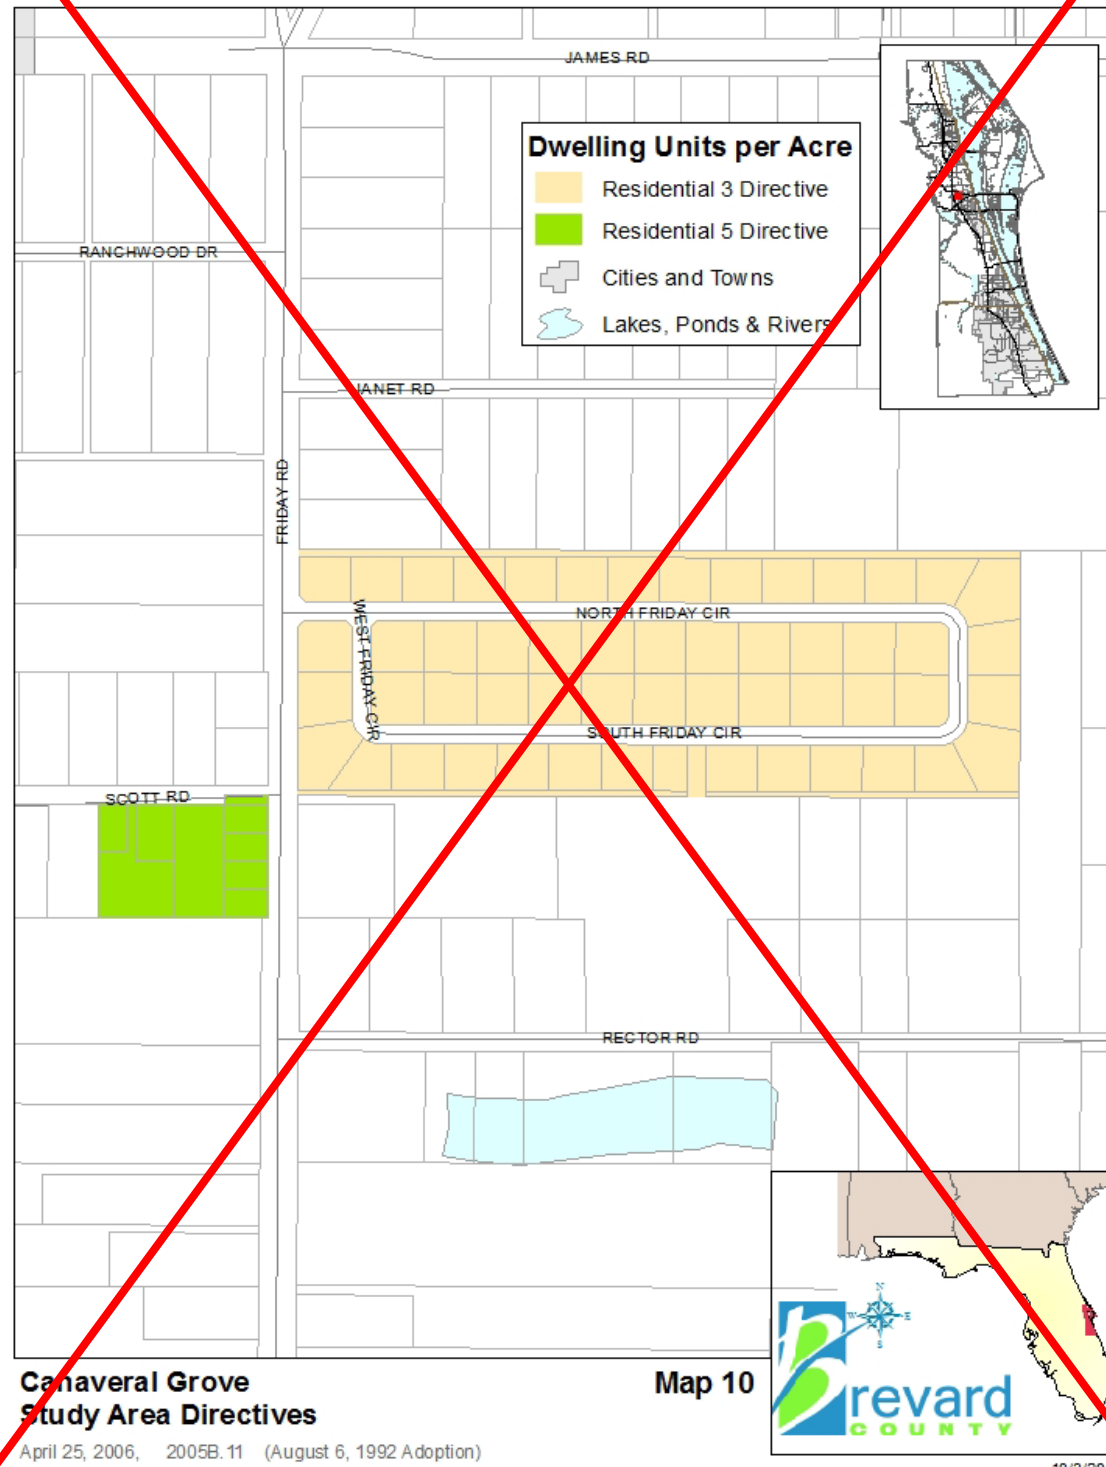 JAMES RD
Dwelling Units per Acre
Residential 3 Directive
Residential 5 Directive
Cities and Towns
Lakes, Ponds & Rivers
RANCHWOOD DR
JANET RD
FRIDAY RD
NORTH FRIDAY CIR
WEST FRIDAY CIR
SOUTH FRIDAY CIR
SCOTT RD
RECTOR RD
N
W E
S
Brevard
COUNTY
Canaveral Grove
Study Area Directives
Map 10
April 25, 2006, 2005B.11 (August 6, 1992 Adoption)